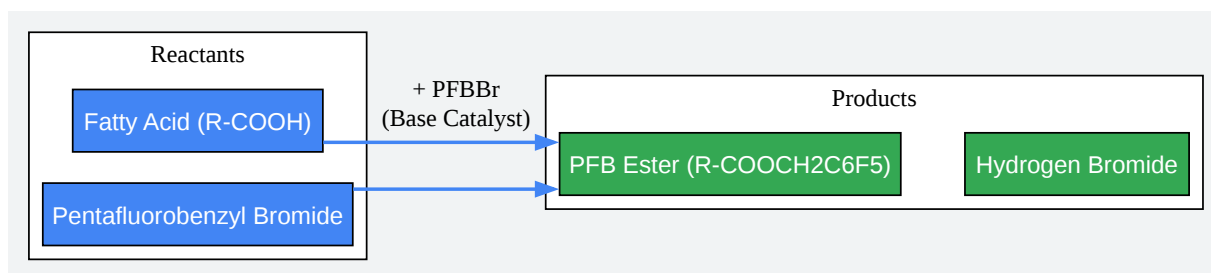 Reactants
Fatty Acid (R-COOH)
Pentafluorobenzyl Bromide
+ PFBBr
(Base Catalyst)
Products
PFB Ester (R-COOCH2C6F5)
Hydrogen Bromide